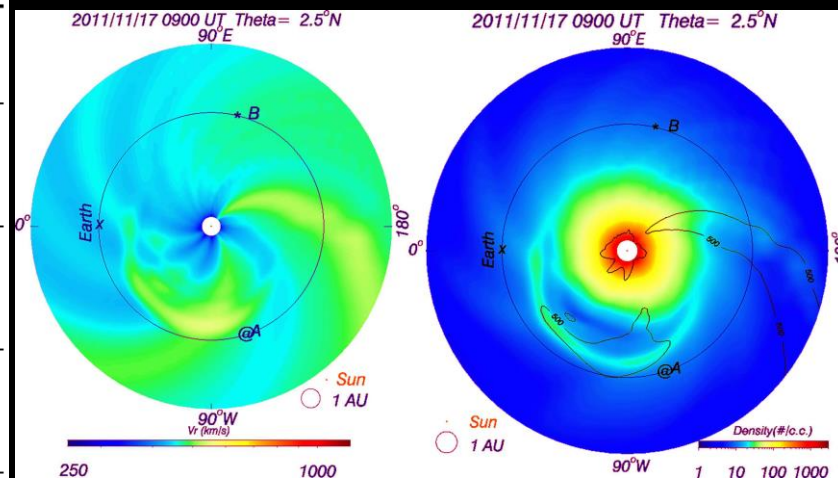 2011/11/17 0900 UT Theta= 2.5°N
90°E
* B
0°
180°
Earth
x
@A
90°W
Sun
1 AU
Vr (km/s)
250 1000
2011/11/17 0900 UT Theta= 2.5°N
90°E
* B
500
500
0°
Earth
x
500
@A
Sun
1 AU
90°W
Density(#/c.c.)
1 10 100 1000